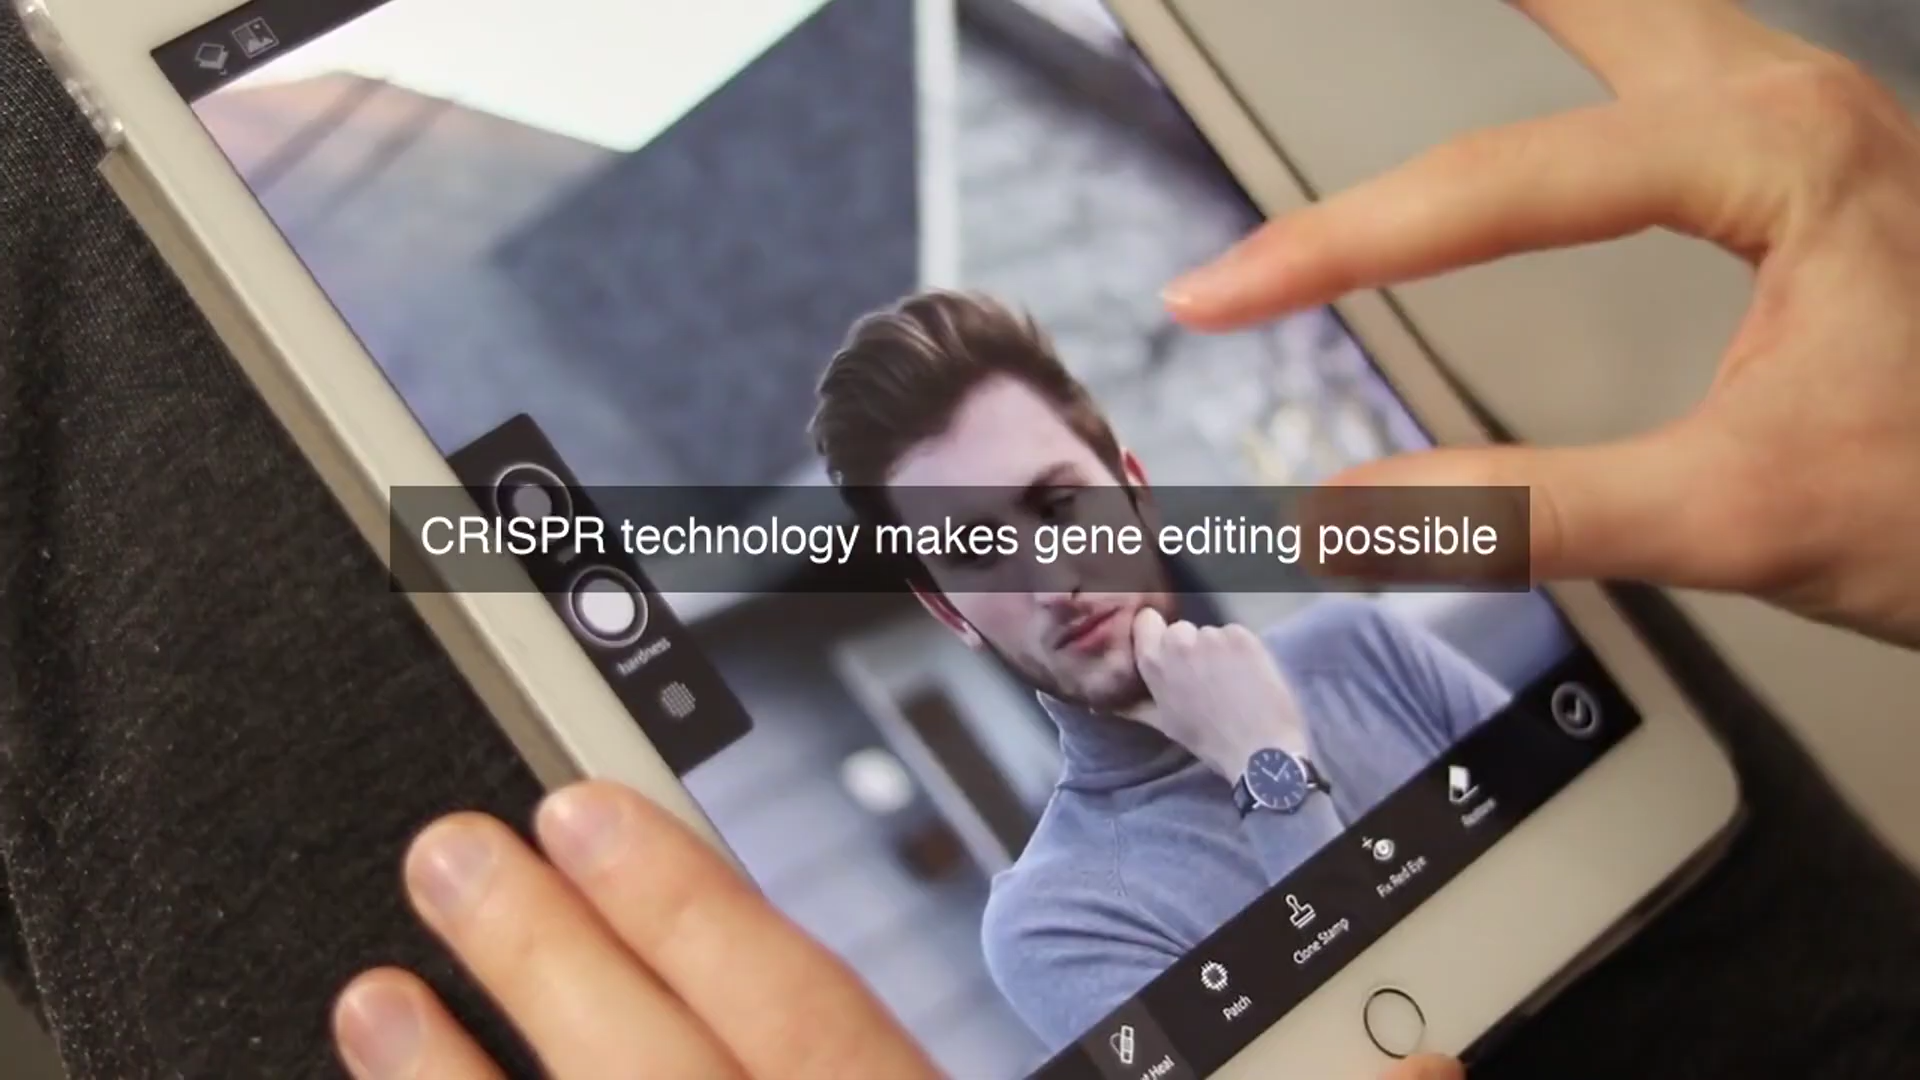 CRISPR technology makes gene editing possible
hardness
Fix Red Eye
Clone Stamp
Patch
Heal